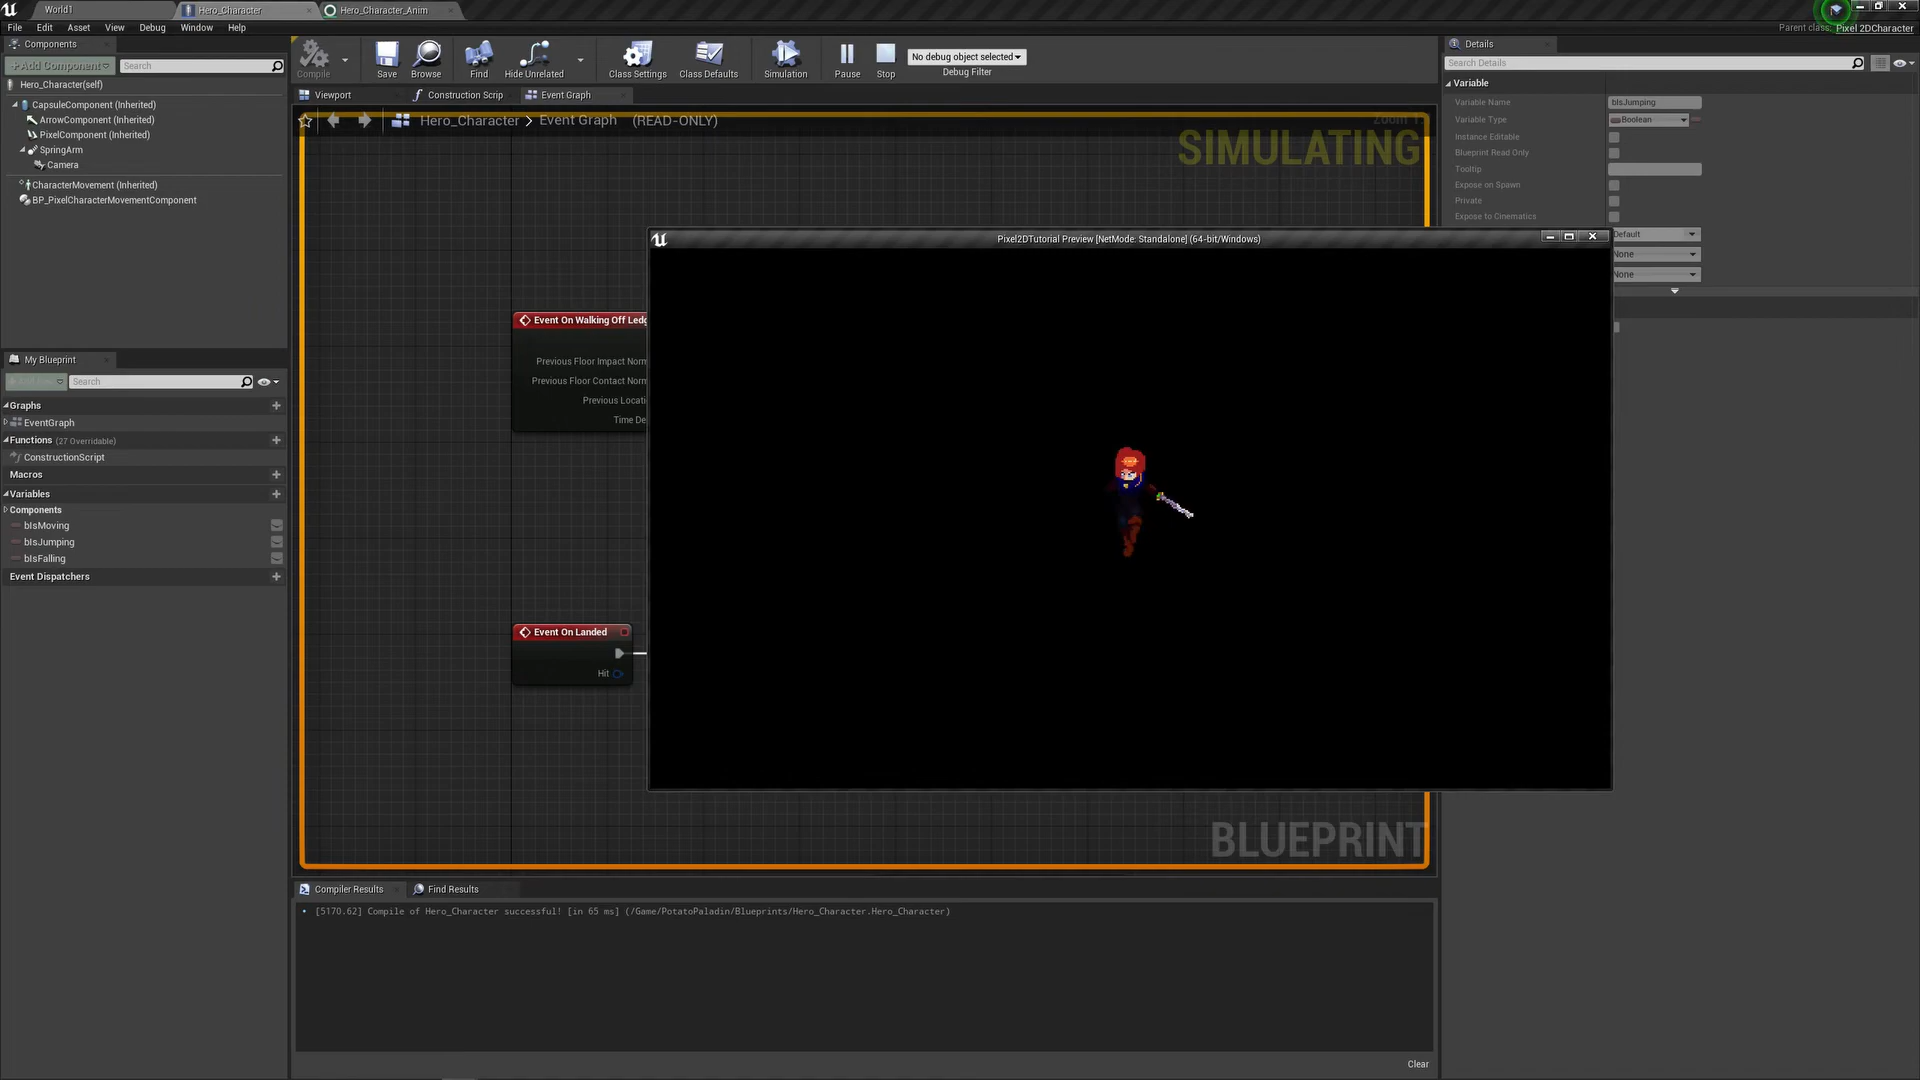 World1
Hero_Character
Hero_Character_Anim
File
Edit
Asset
View
Debug
Window
Help
Parent class: Pixel 2DCharacter
Components
+Add Component
Search
Hero_Character(self)
CapsuleComponent (Inherited)
ArrowComponent (Inherited)
PixelComponent (Inherited)
SpringArm
Camera
CharacterMovement (Inherited)
BP_PixelCharacterMovementComponent
Compile
Save
Browse
Find
Hide Unrelated
Class Settings
Class Defaults
Simulation
Pause
Stop
No debug object selected
Debug Filter
Viewport
Construction Scrip
Event Graph
Hero_Character > Event Graph (READ-ONLY)
Zoom 1
SIMULATING
Event On Walking Off Ledg
Previous Floor Impact Norm
Previous Floor Contact Norm
Previous Locati
Time De
Pixel2DTutorial Preview [NetMode: Standalone] (64-bit/Windows)
Event On Landed
Hit
BLUEPRINT
My Blueprint
Search
Graphs
EventGraph
Functions (27 Overridable)
ConstructionScript
Macros
Variables
Components
bIsMoving
bIsJumping
bIsFalling
Event Dispatchers
Compiler Results
Find Results
[5170.62] Compile of Hero_Character successful! [in 65 ms] (/Game/PotatoPaladin/Blueprints/Hero_Character.Hero_Character)
Clear
Details
Search Details
Variable
Variable Name
bIsJumping
Variable Type
Boolean
Instance Editable
Blueprint Read Only
Tooltip
Expose on Spawn
Private
Expose to Cinematics
Default
None
None